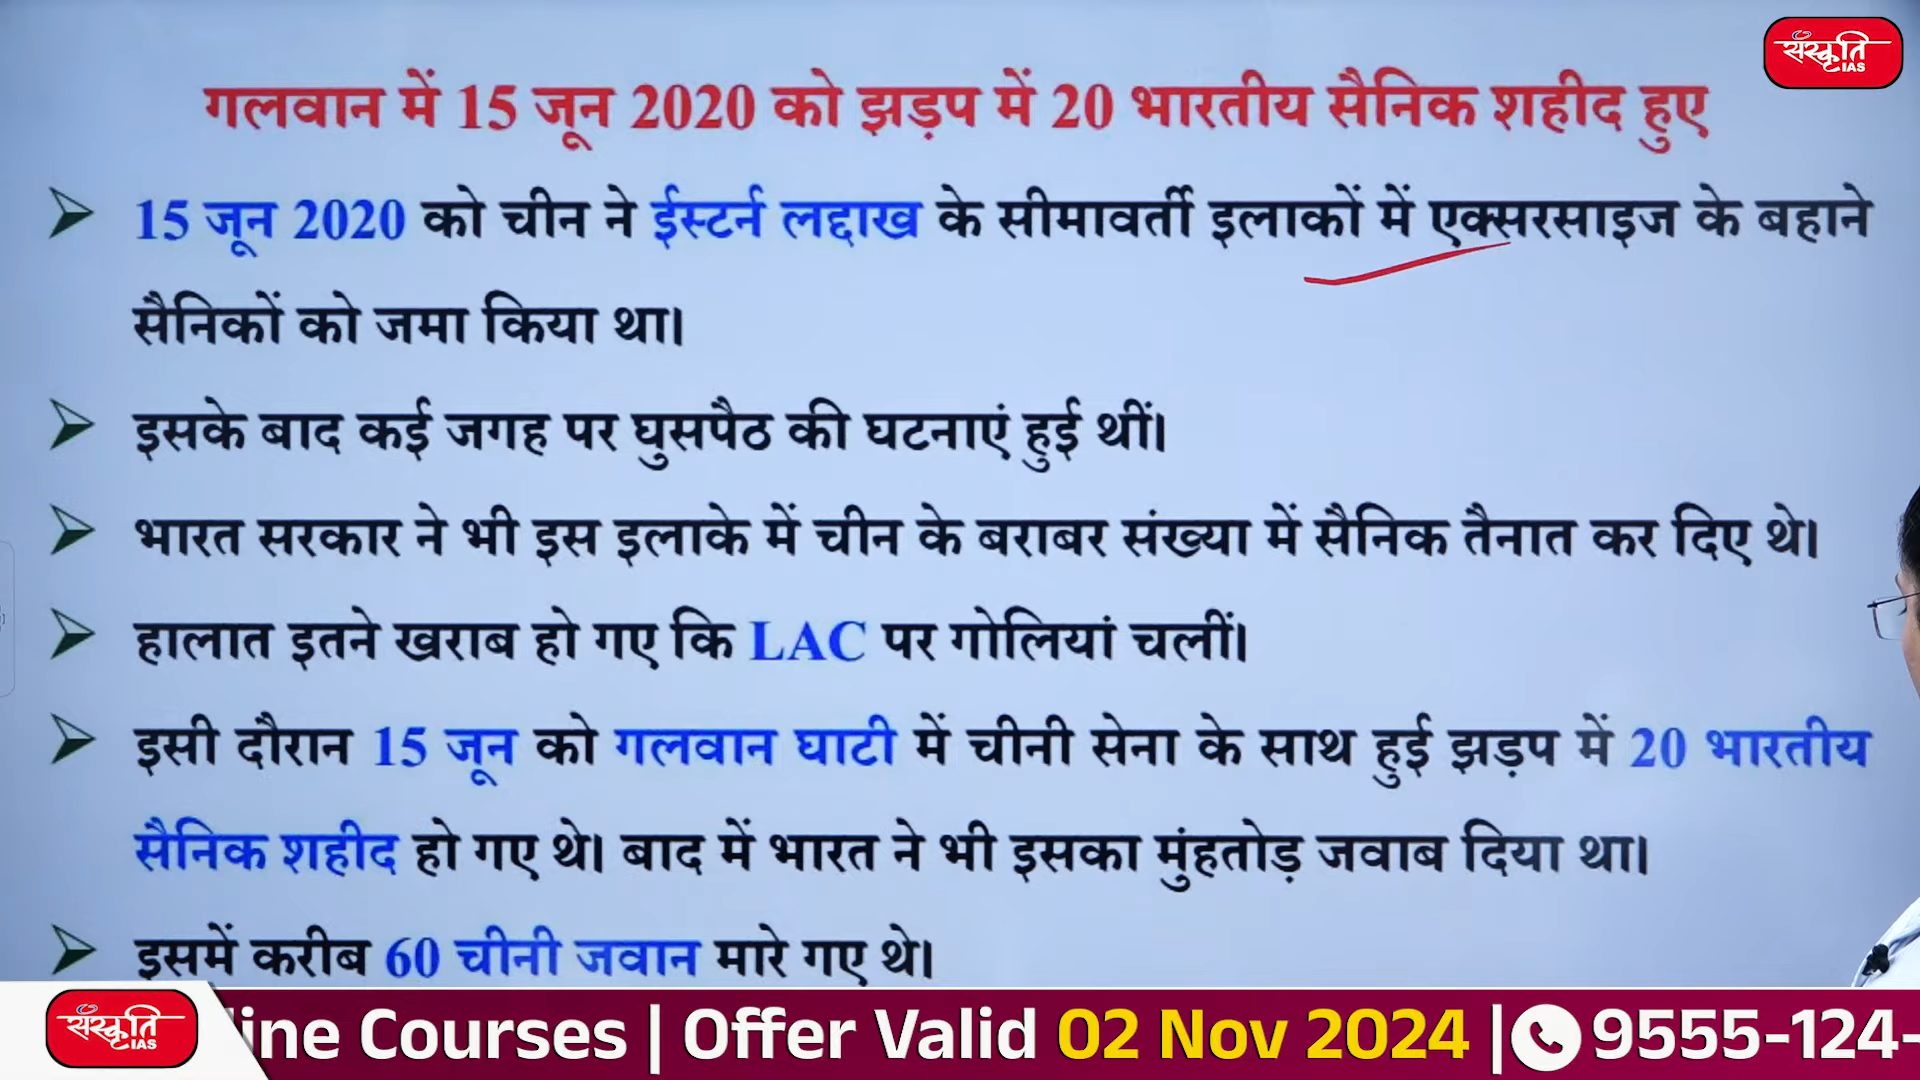 संस्कृति
IAS
गलवान में 15 जून 2020 को झड़प में 20 भारतीय सैनिक शहीद हुए
15 जून 2020 को चीन ने ईस्टर्न लद्दाख के सीमावर्ती इलाकों में एक्सरसाइज के बहाने
सैनिकों को जमा किया था।
इसके बाद कई जगह पर घुसपैठ की घटनाएं हुई थीं।
भारत सरकार ने भी इस इलाके में चीन के बराबर संख्या में सैनिक तैनात कर दिए थे।
हालात इतने खराब हो गए कि LAC पर गोलियां चलीं।
इसी दौरान 15 जून को गलवान घाटी में चीनी सेना के साथ हुई झड़प में 20 भारतीय
सैनिक शहीद हो गए थे। बाद में भारत ने भी इसका मुंहतोड़ जवाब दिया था।
इसमें करीब 60 चीनी जवान मारे गए थे।
संस्कृति
IAS
line Courses | Offer Valid 02 Nov 2024 | 9555-124-